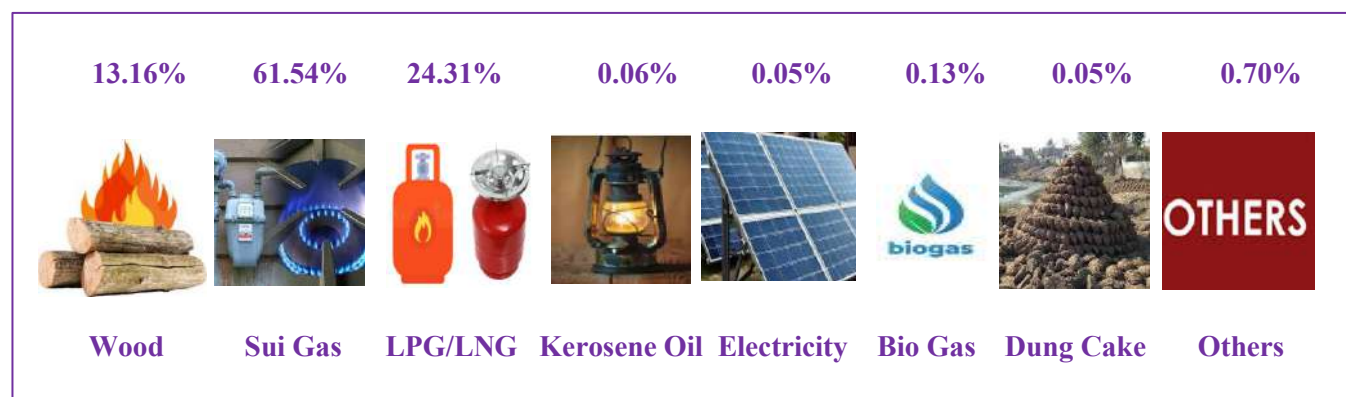 13.16% 61.54% 24.31% 0.06% 0.05% 0.13% 0.05% 0.70%
biogas
OTHERS
Wood Sui Gas LPG/LNG Kerosene Oil Electricity Bio Gas Dung Cake Others